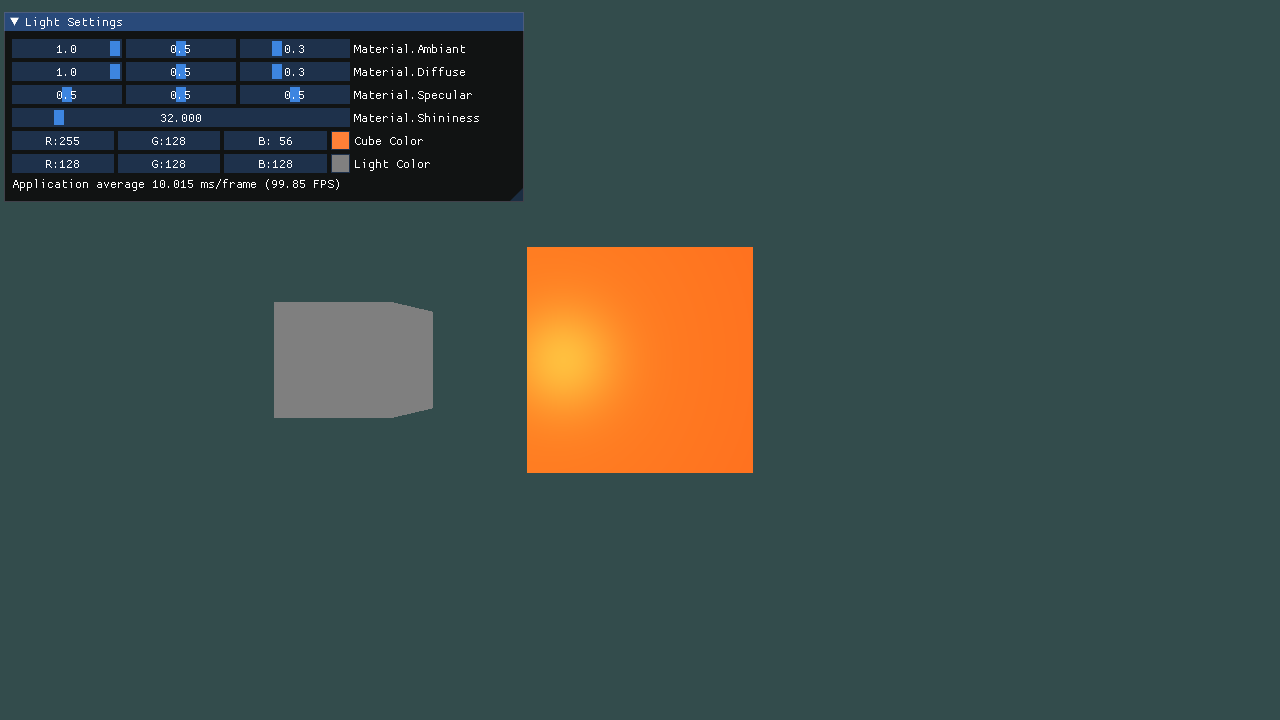 Light Settings
1.0 0.5 0.3 Material.Ambiant
1.0 0.5 0.3 Material.Diffuse
0.5 0.5 0.5 Material.Specular
32.000 Material.Shininess
R:255 G:128 B: 56 Cube Color
R:128 G:128 B:128 Light Color
Application average 10.015 ms/frame (99.85 FPS)